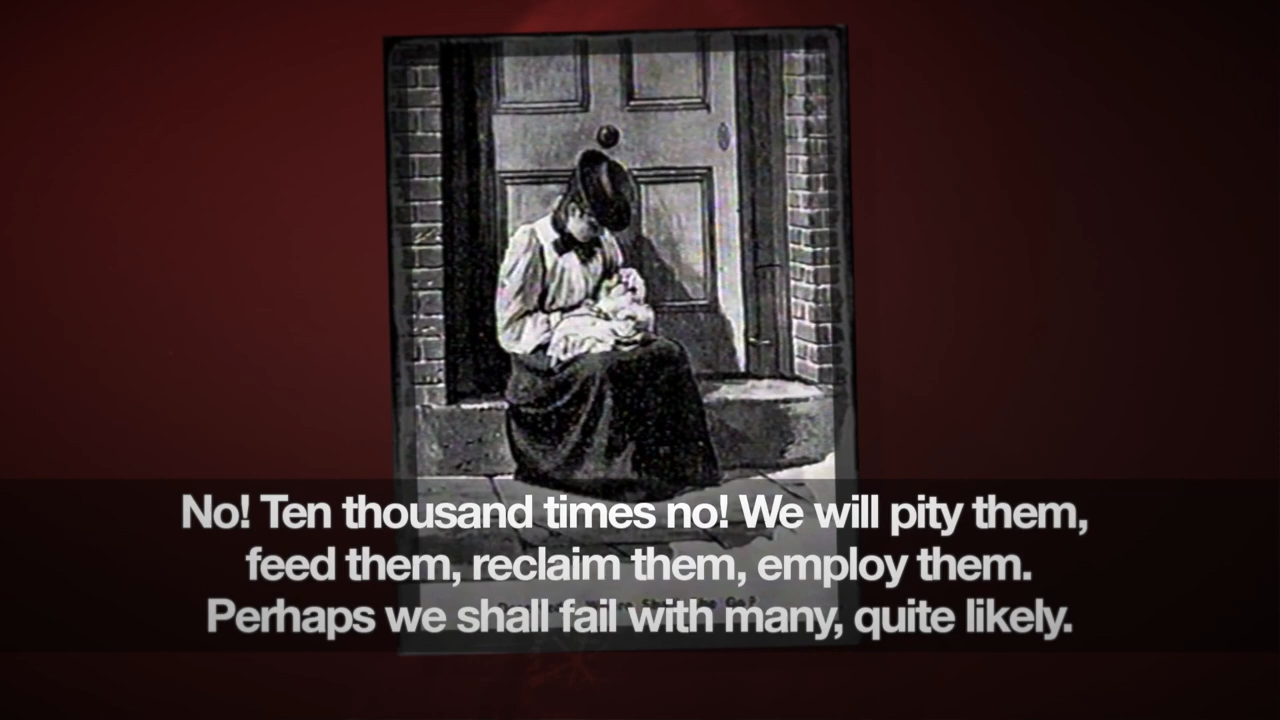 No! Ten thousand times no! We will pity them,
feed them, reclaim them, employ them.
Perhaps we shall fail with many, quite likely.